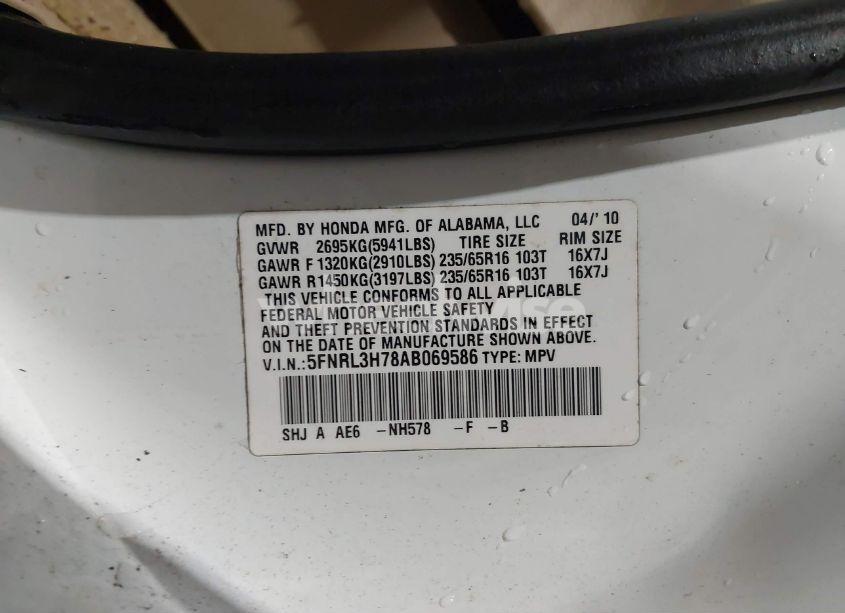 MFD. BY HONDA MFG. OF ALABAMA, LLC 04/' 10
GVWR 2695KG(5941LBS) TIRE SIZE RIM SIZE
GAWR F 1320KG(2910LBS) 235/65R16 103T 16X7J
GAWR R1450KG(3197LBS) 235/65R16 103T 16X7J
THIS VEHICLE CONFORMS TO ALL APPLICABLE
FEDERAL MOTOR VEHICLE SAFETY
AND THEFT PREVENTION STANDARDS IN EFFECT
ON THE DATE OF MANUFACTURE SHOWN ABOVE.
V.I.N.:5FNRL3H78AB069586 TYPE: MPV
SHJ A AE6 -NH578 -F -B